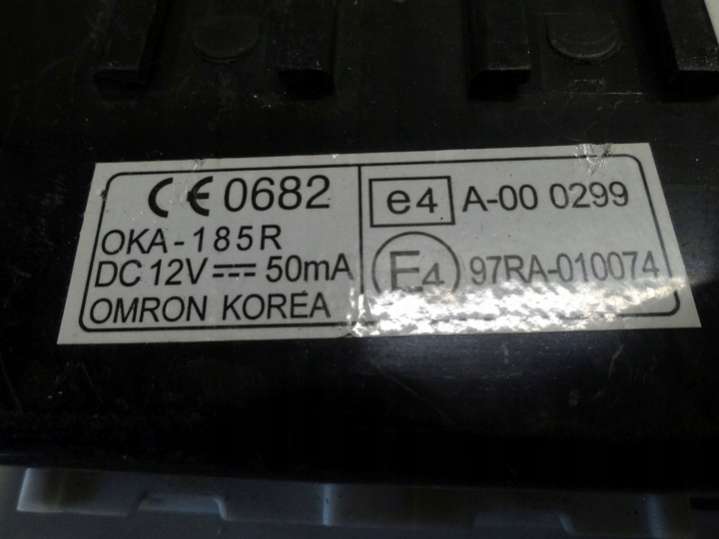 CE 0682
OKA-185R
DC 12V ⎓ 50mA
OMRON KOREA
e4 A-00 0299
E4 97RA-010074